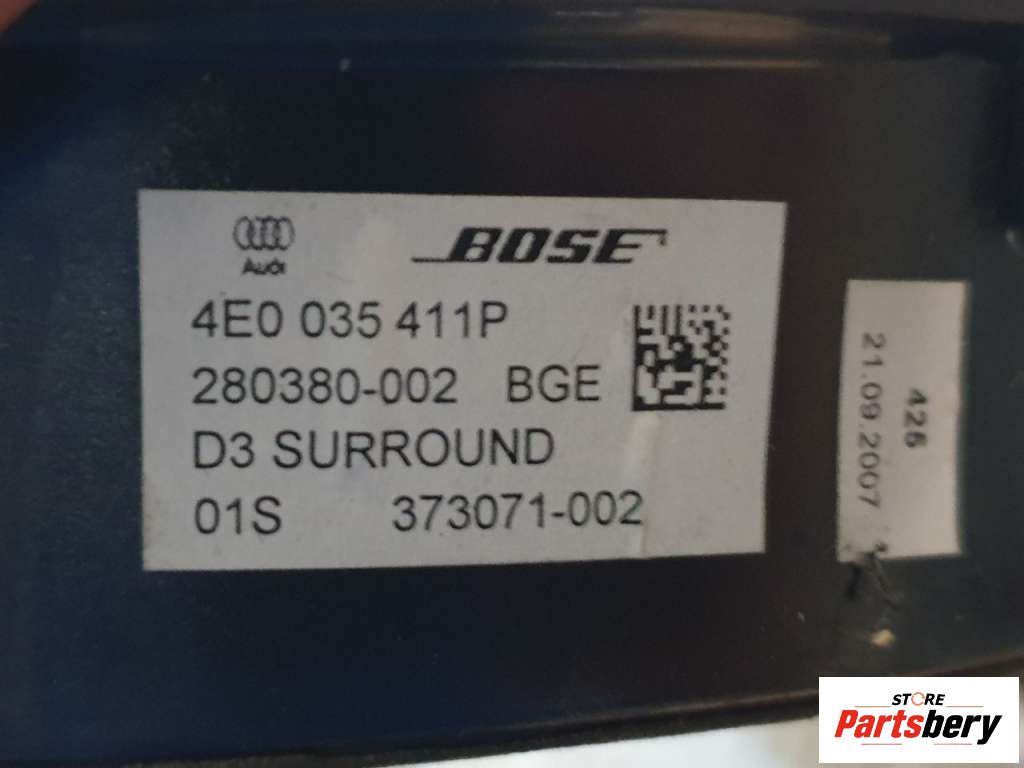 Audi
BOSE
4E0 035 411P
280380-002 BGE
D3 SURROUND
01S 373071-002
426
21.09.2007
STORE
Partsbery